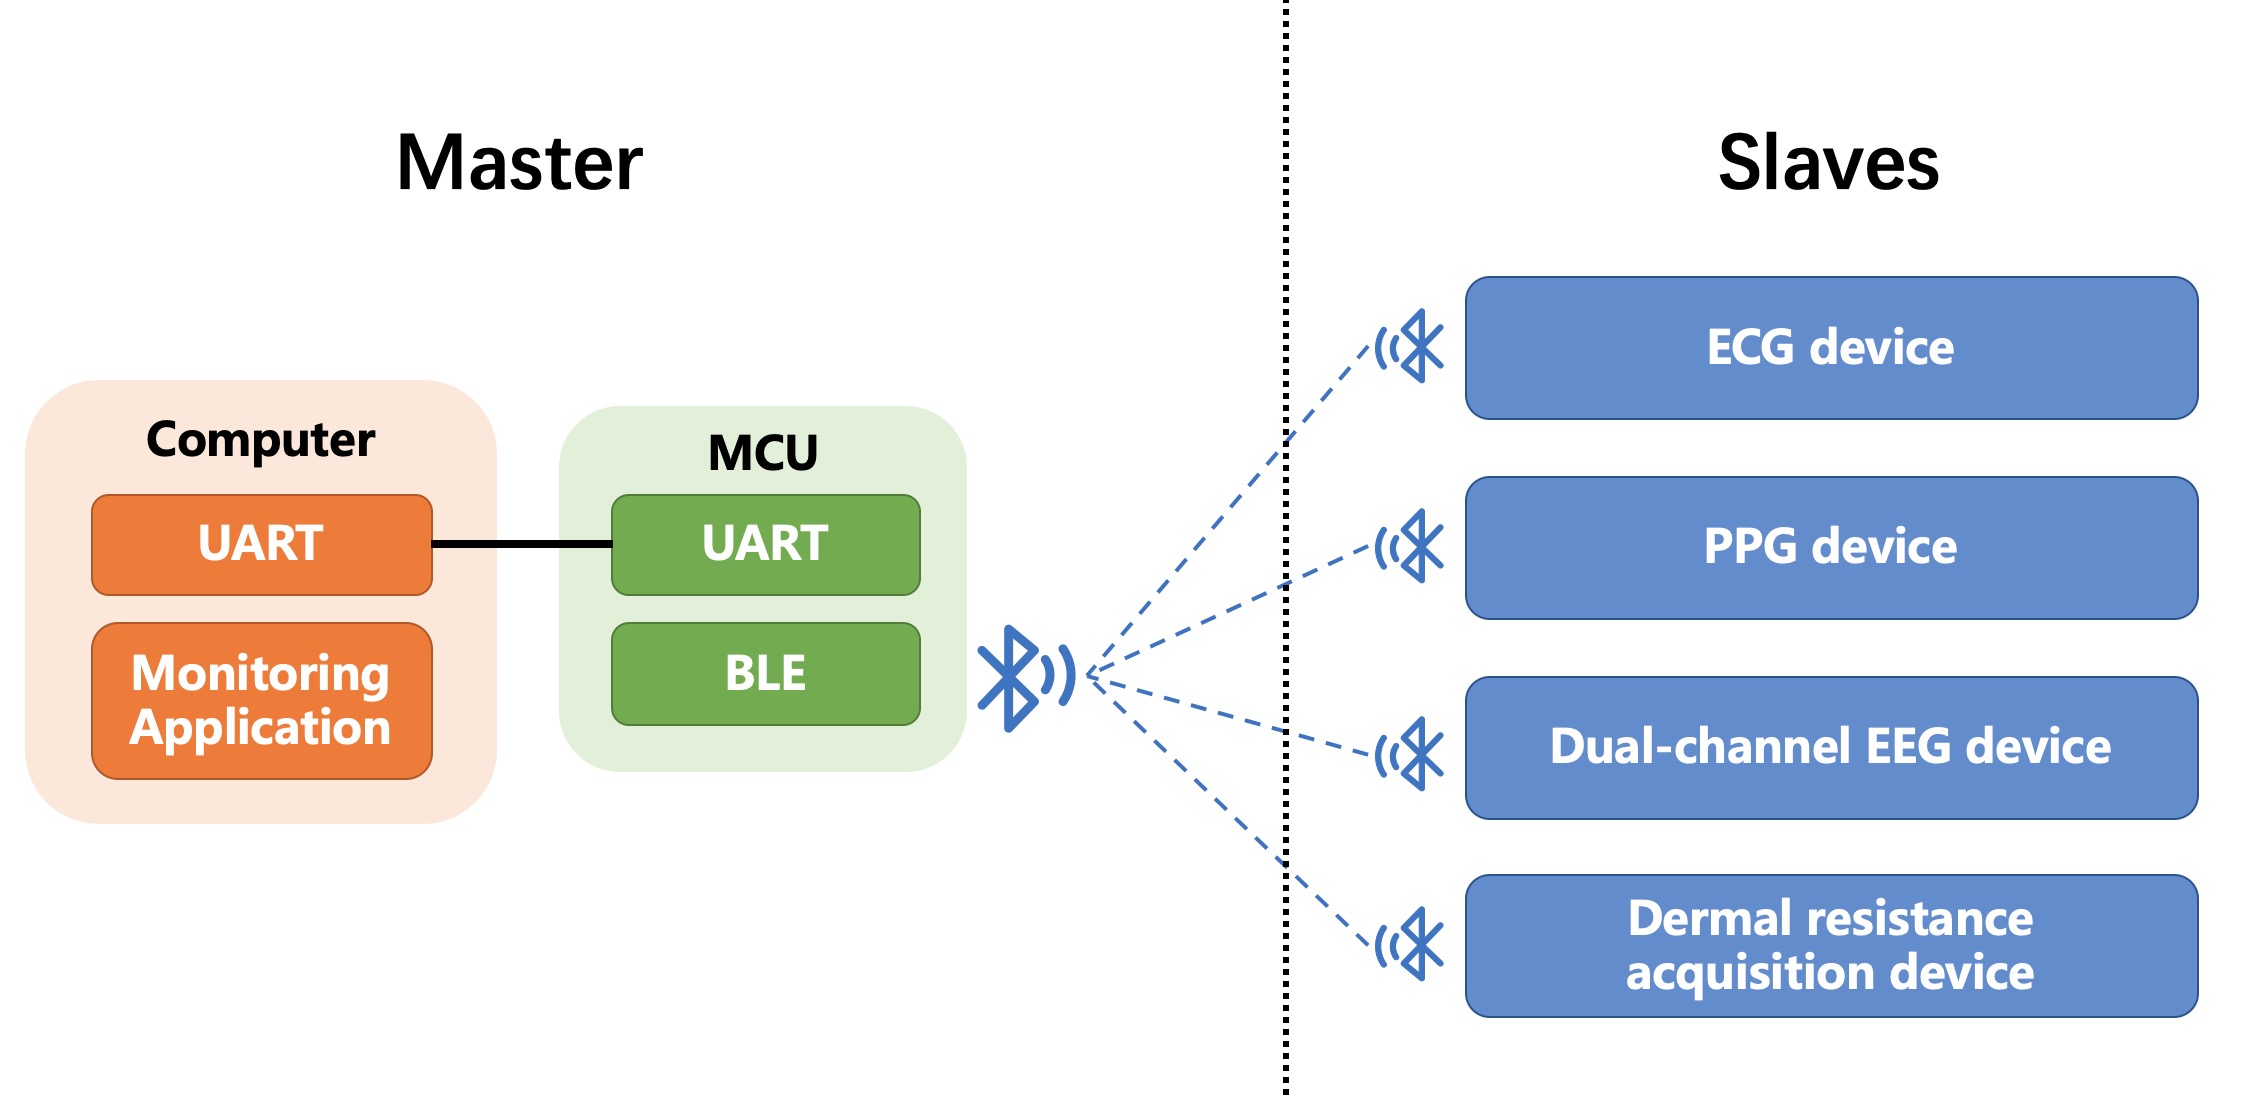 Master
Slaves
Computer
UART
Monitoring
Application
MCU
UART
BLE
ECG device
PPG device
Dual-channel EEG device
Dermal resistance
acquisition device